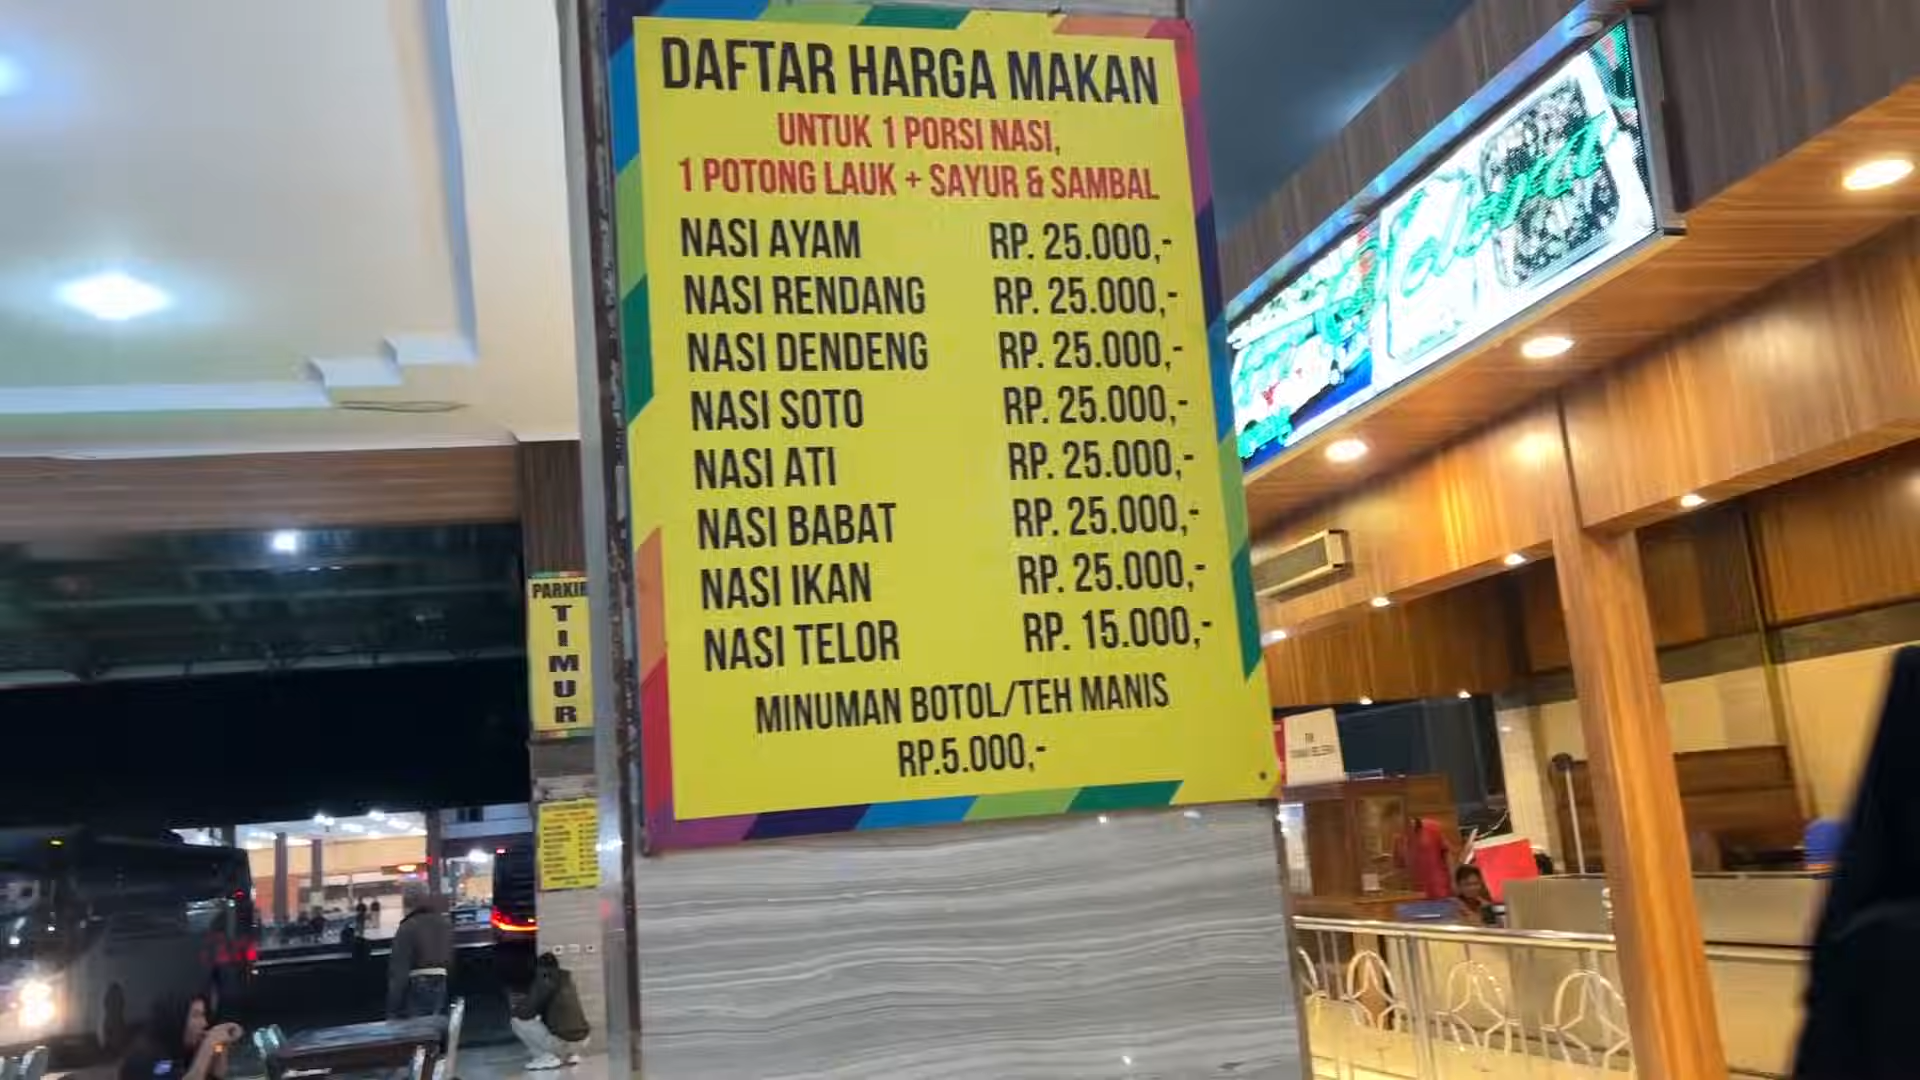 DAFTAR HARGA MAKAN
UNTUK 1 PORSI NASI,
1 POTONG LAUK + SAYUR & SAMBAL
NASI AYAM RP. 25.000,-
NASI RENDANG RP. 25.000,-
NASI DENDENG RP. 25.000,-
NASI SOTO RP. 25.000,-
NASI ATI RP. 25.000,-
NASI BABAT RP. 25.000,-
NASI IKAN RP. 25.000,-
NASI TELOR RP. 15.000,-
MINUMAN BOTOL/TEH MANIS
RP.5.000,-
PARKIR
TIMUR